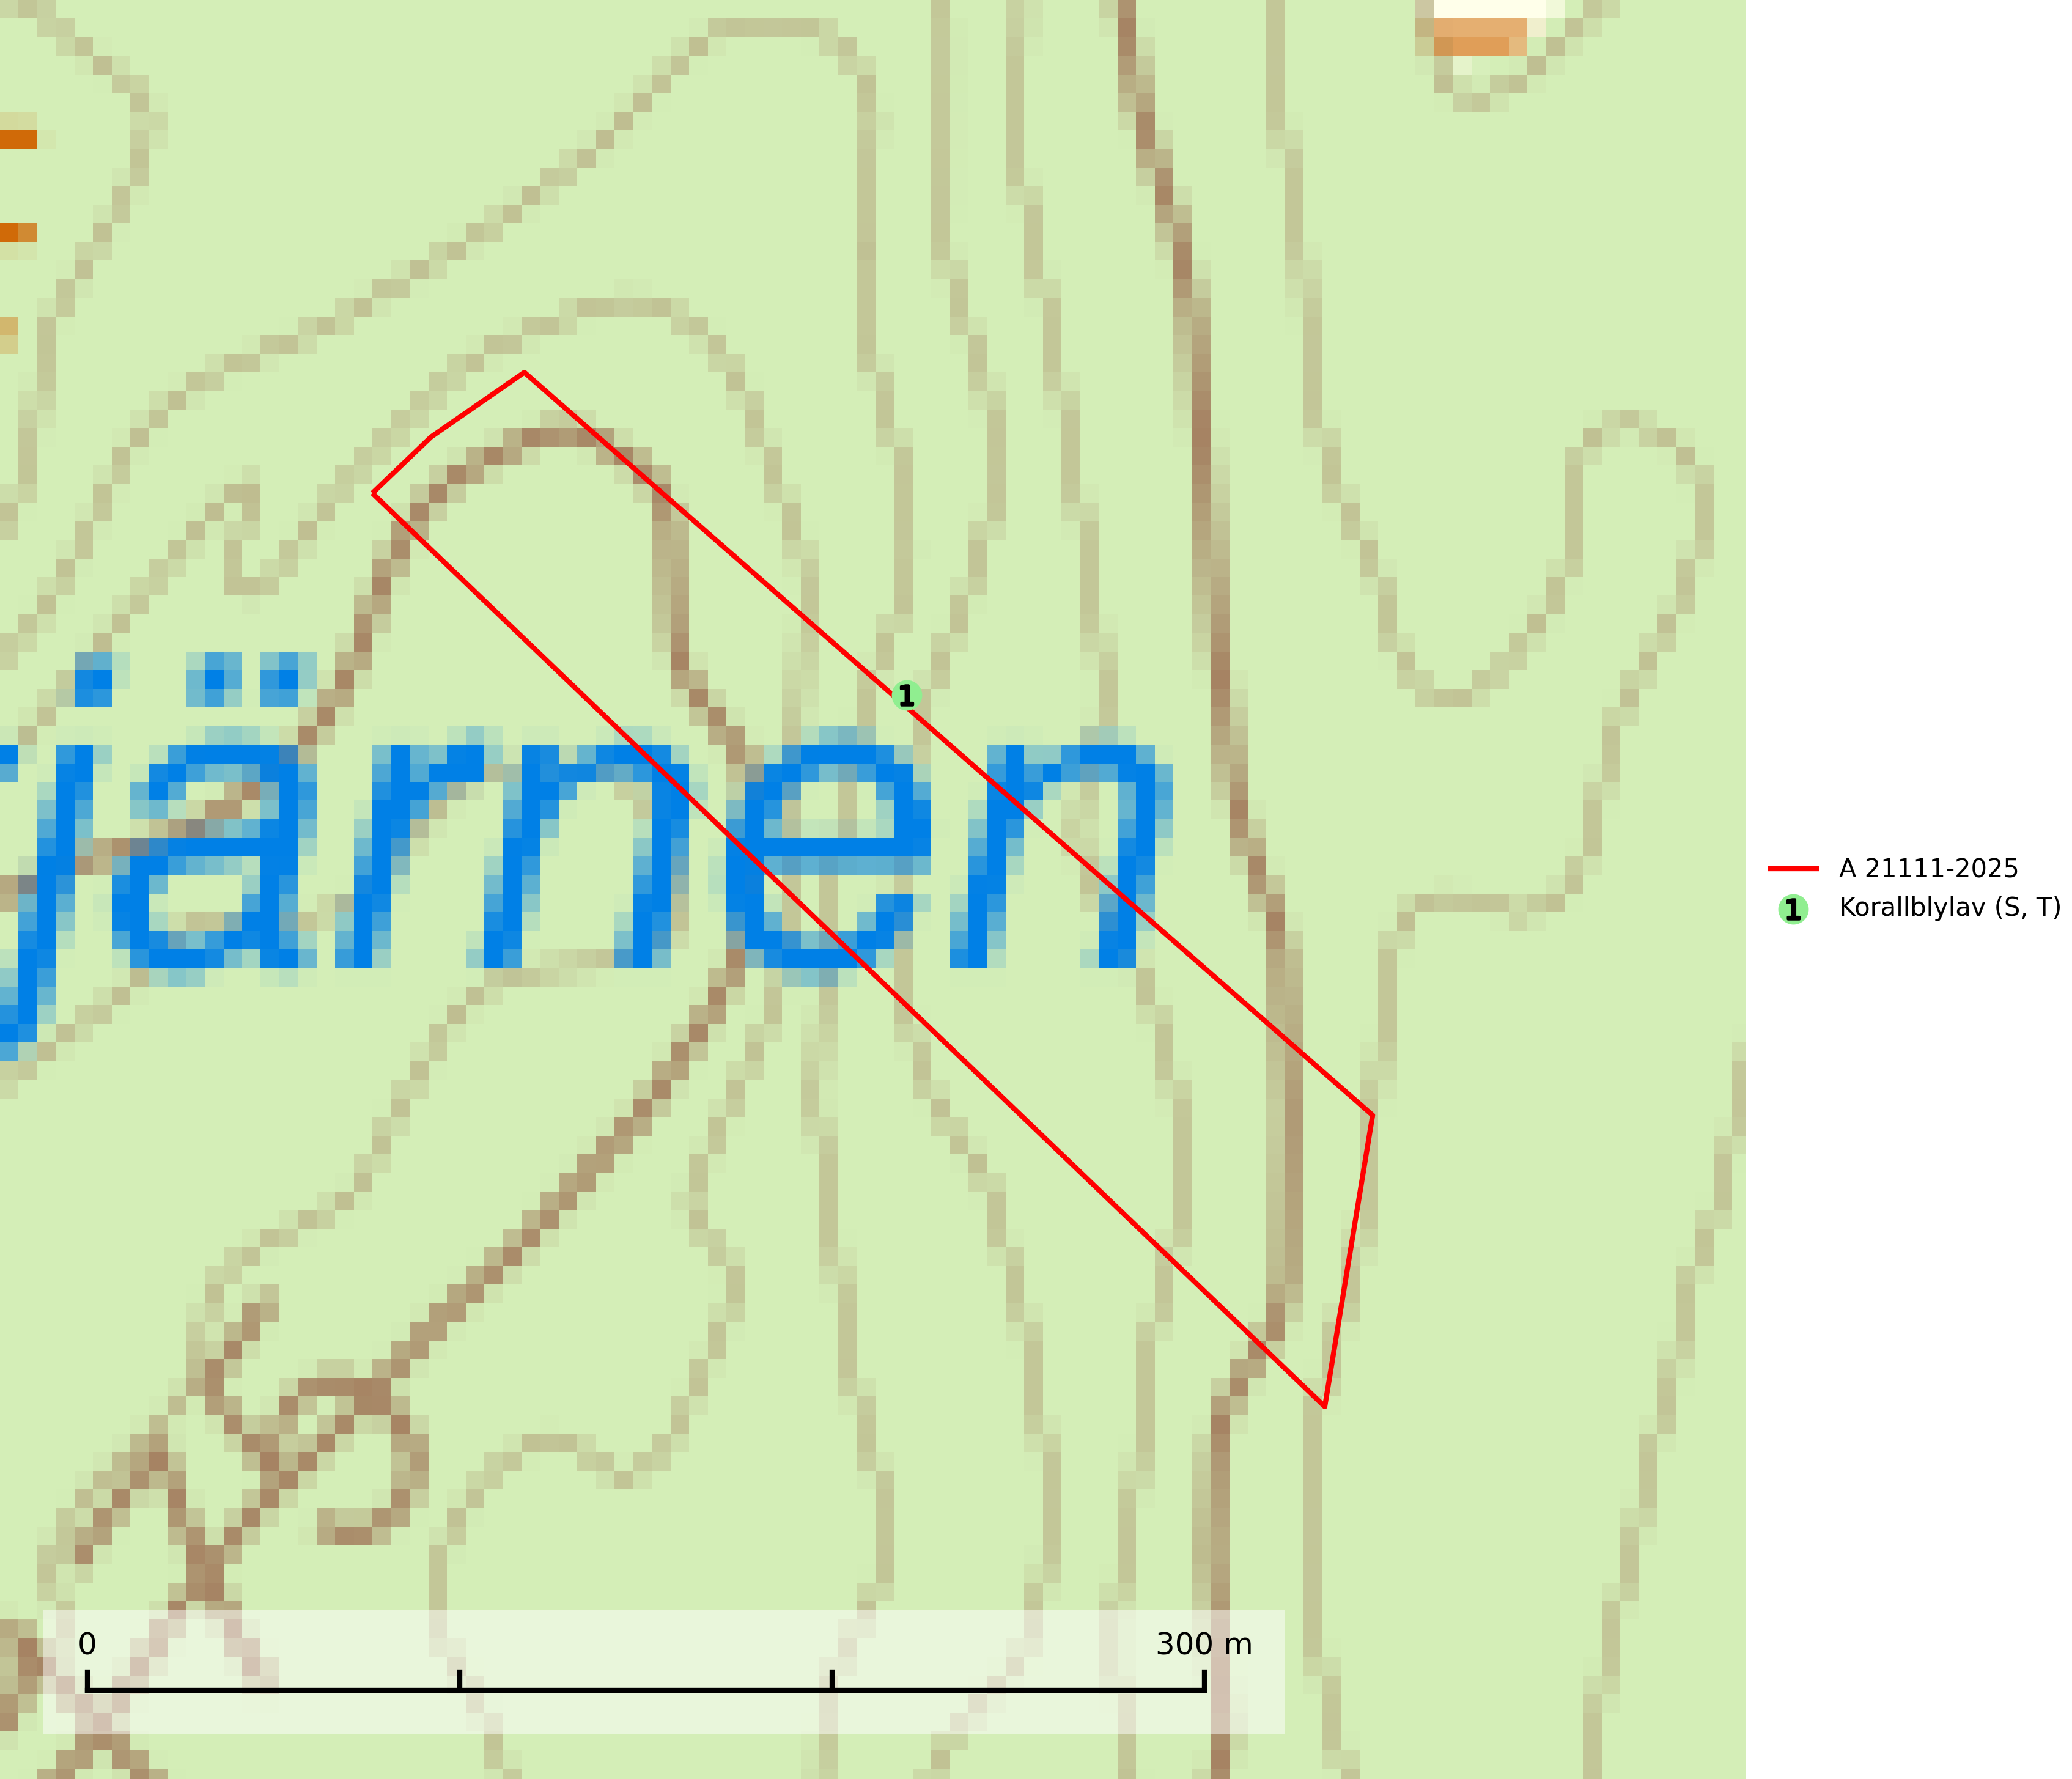 järnen
A 21111-2025
1 Korallblylav (S, T)
1
0 300 m